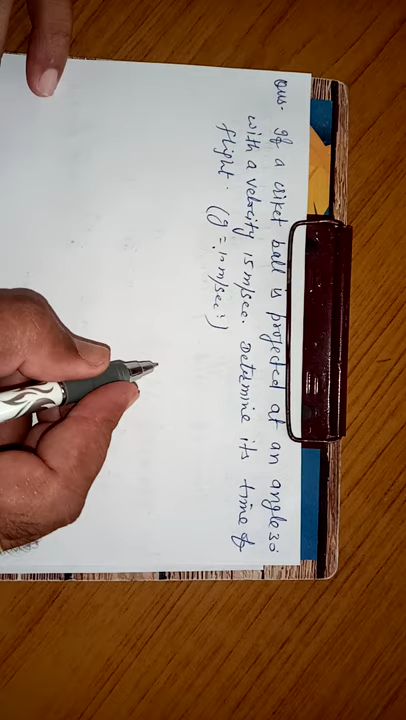 Ques- If a criket ball is projected at an angle 30°
with a velocity 15 m/sec. Determine its time of
flight. (g = 10 m/sec²)